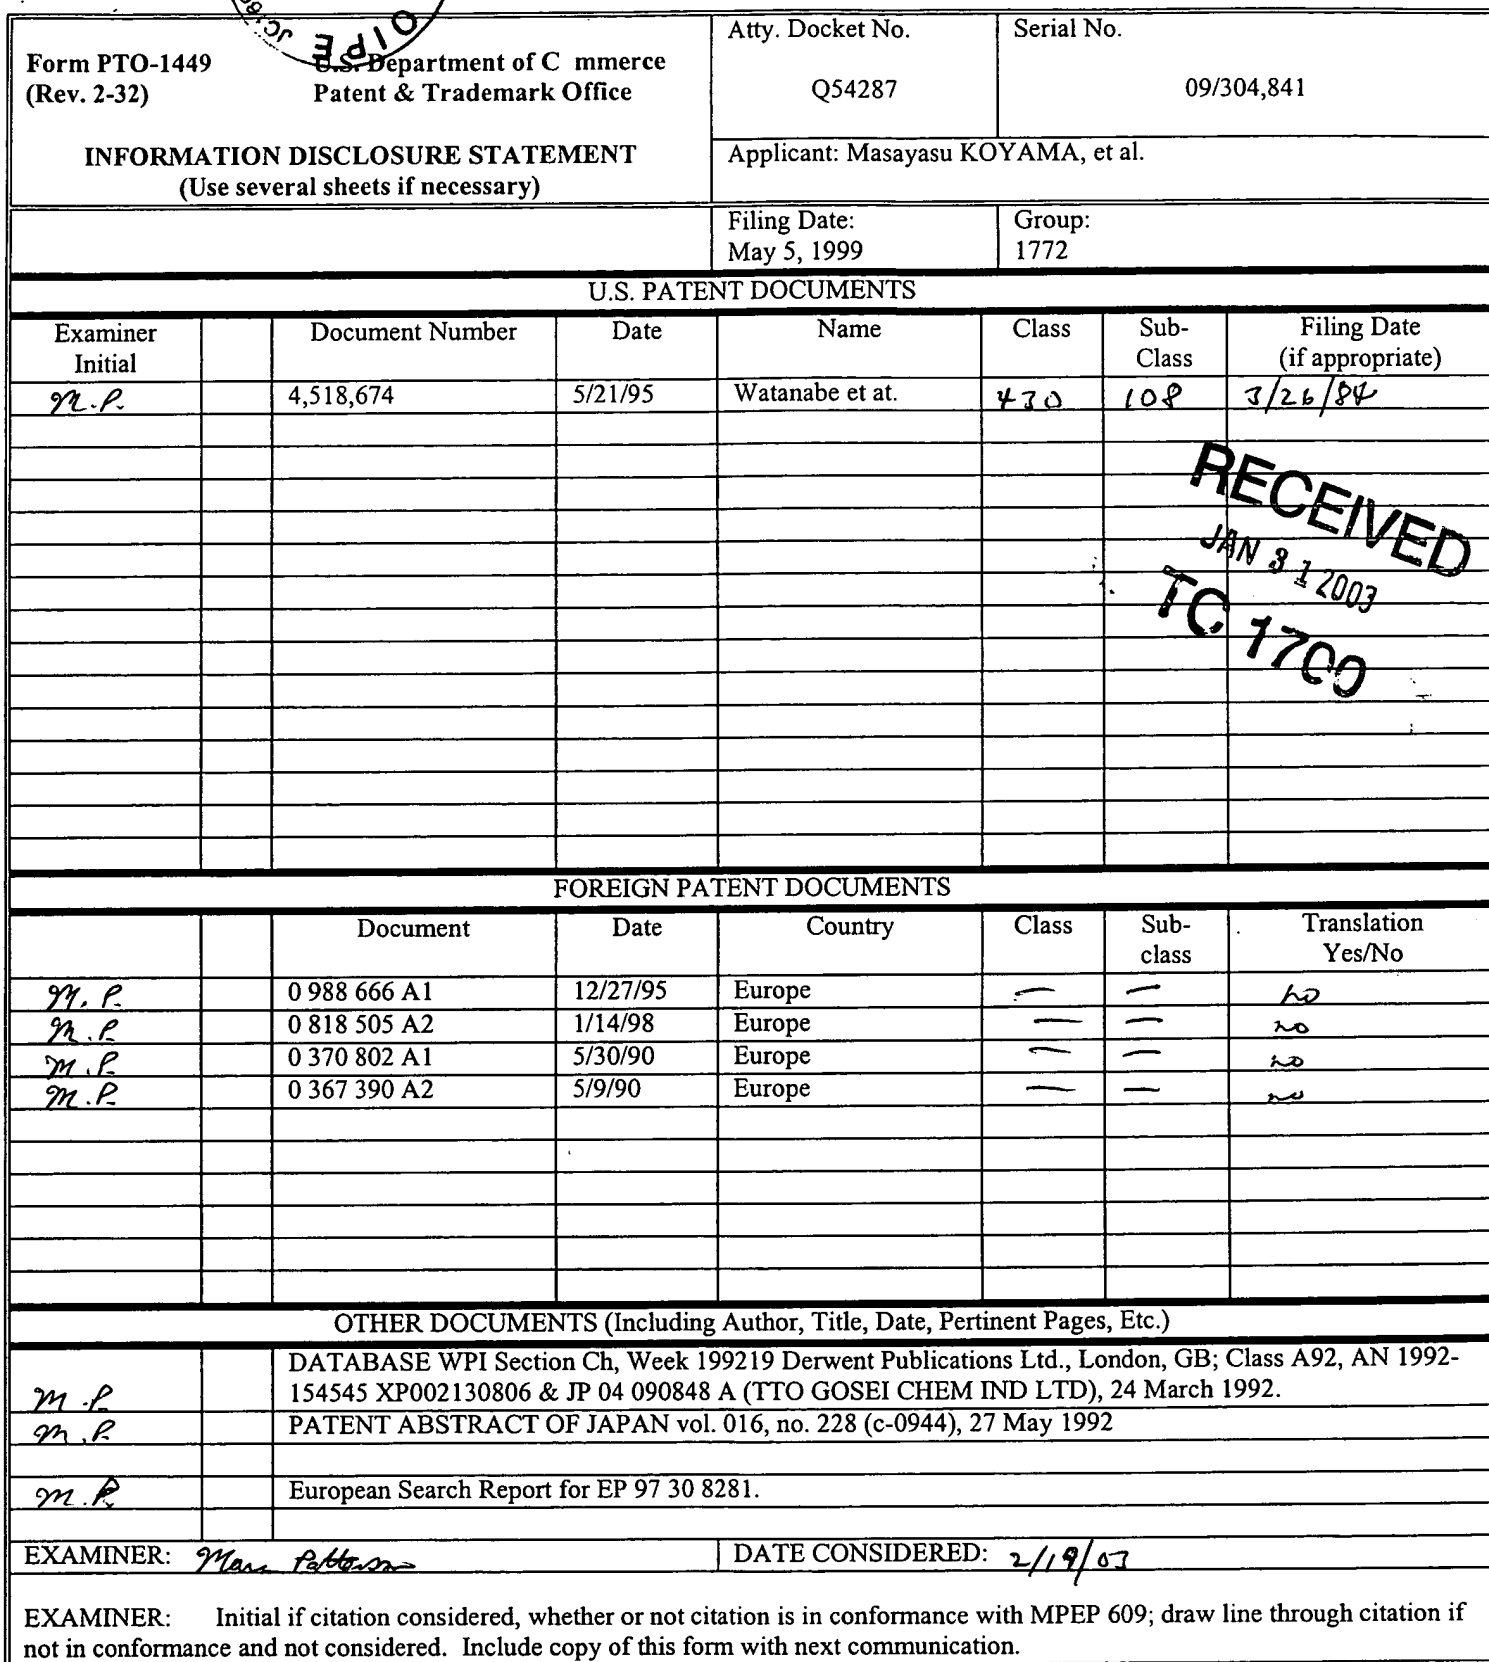 OIPE JC18
Form PTO-1449 U.S. Department of C mmerce
(Rev. 2-32) Patent & Trademark Office
INFORMATION DISCLOSURE STATEMENT
(Use several sheets if necessary)
Atty. Docket No.
Q54287
Serial No.
09/304,841
Applicant: Masayasu KOYAMA, et al.
Filing Date:
May 5, 1999
Group:
1772
U.S. PATENT DOCUMENTS
Examiner Initial Document Number Date Name Class Sub-Class Filing Date (if appropriate)
M.P. 4,518,674 5/21/95 Watanabe et at. 430 108 3/26/84
RECEIVED
JAN 31 2003
TC 1700
FOREIGN PATENT DOCUMENTS
Document Date Country Class Sub-class Translation Yes/No
M.P. 0 988 666 A1 12/27/95 Europe — — no
M.P. 0 818 505 A2 1/14/98 Europe — — no
M.P. 0 370 802 A1 5/30/90 Europe — — no
M.P. 0 367 390 A2 5/9/90 Europe — — no
OTHER DOCUMENTS (Including Author, Title, Date, Pertinent Pages, Etc.)
DATABASE WPI Section Ch, Week 199219 Derwent Publications Ltd., London, GB; Class A92, AN 1992-
M.P. 154545 XP002130806 & JP 04 090848 A (TTO GOSEI CHEM IND LTD), 24 March 1992.
M.P. PATENT ABSTRACT OF JAPAN vol. 016, no. 228 (c-0944), 27 May 1992
M.P. European Search Report for EP 97 30 8281.
EXAMINER: Marc Patterson DATE CONSIDERED: 2/19/03
EXAMINER: Initial if citation considered, whether or not citation is in conformance with MPEP 609; draw line through citation if
not in conformance and not considered. Include copy of this form with next communication.